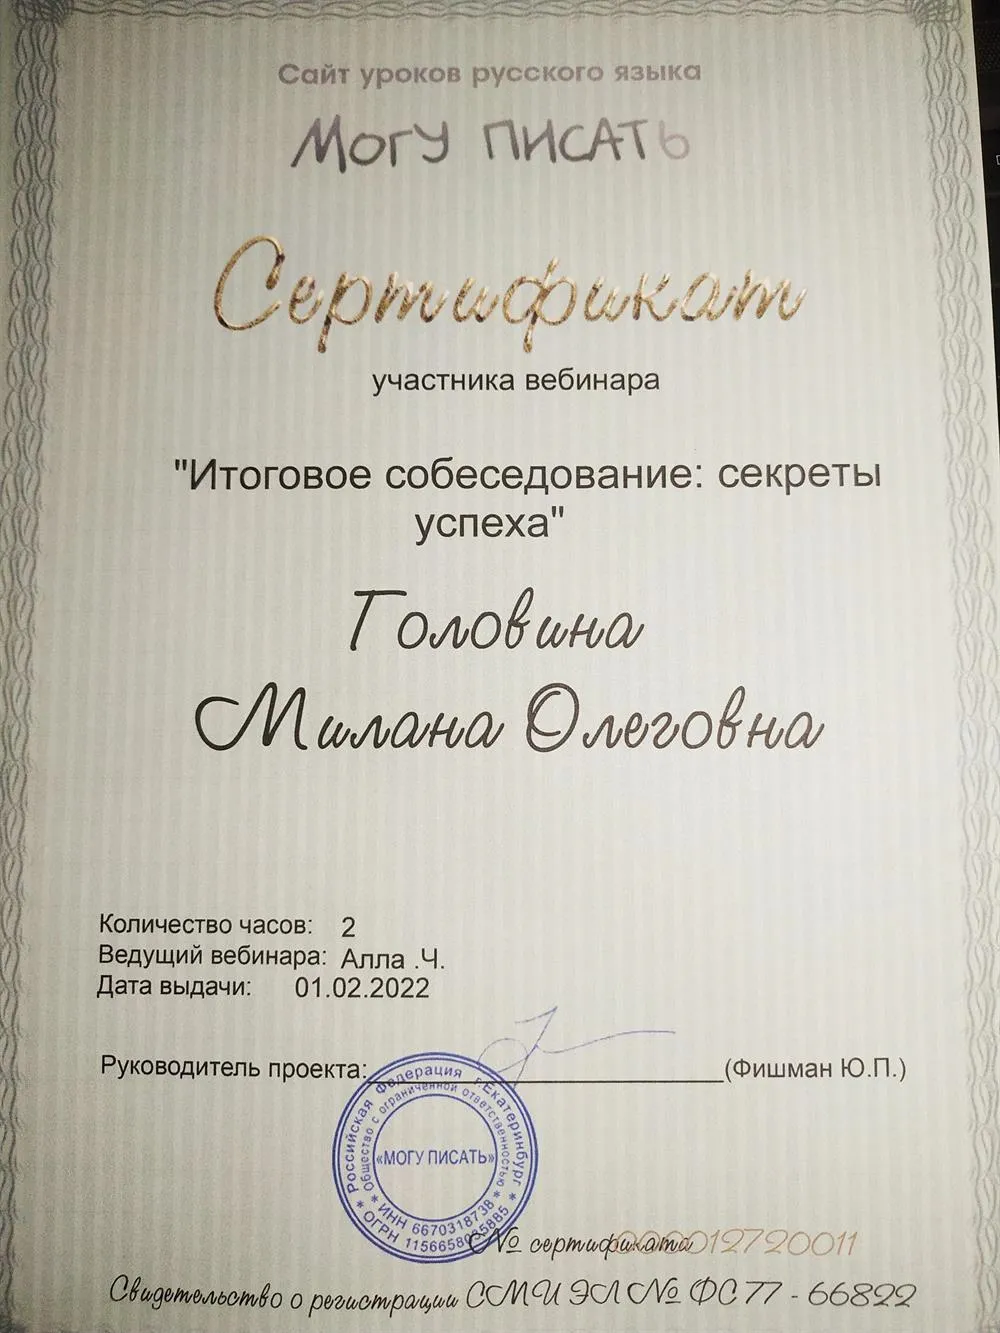 Сайт уроков русского языка
Могу писать
Сертификат
участника вебинара
"Итоговое собеседование: секреты
успеха"
Головина
Милана Олеговна
Количество часов: 2
Ведущий вебинара: Алла .Ч.
Дата выдачи: 01.02.2022
Руководитель проекта: (Фишман Ю.П.)
Российская Федерация г.Екатеринбург
Общество с ограниченной ответственностью
«МОГУ ПИСАТЬ»
* ИНН 6670318738 *
* ОГРН
№ сертификата
Свидетельство о регистрации СМИ ЭЛ № ФС 77 - 66822